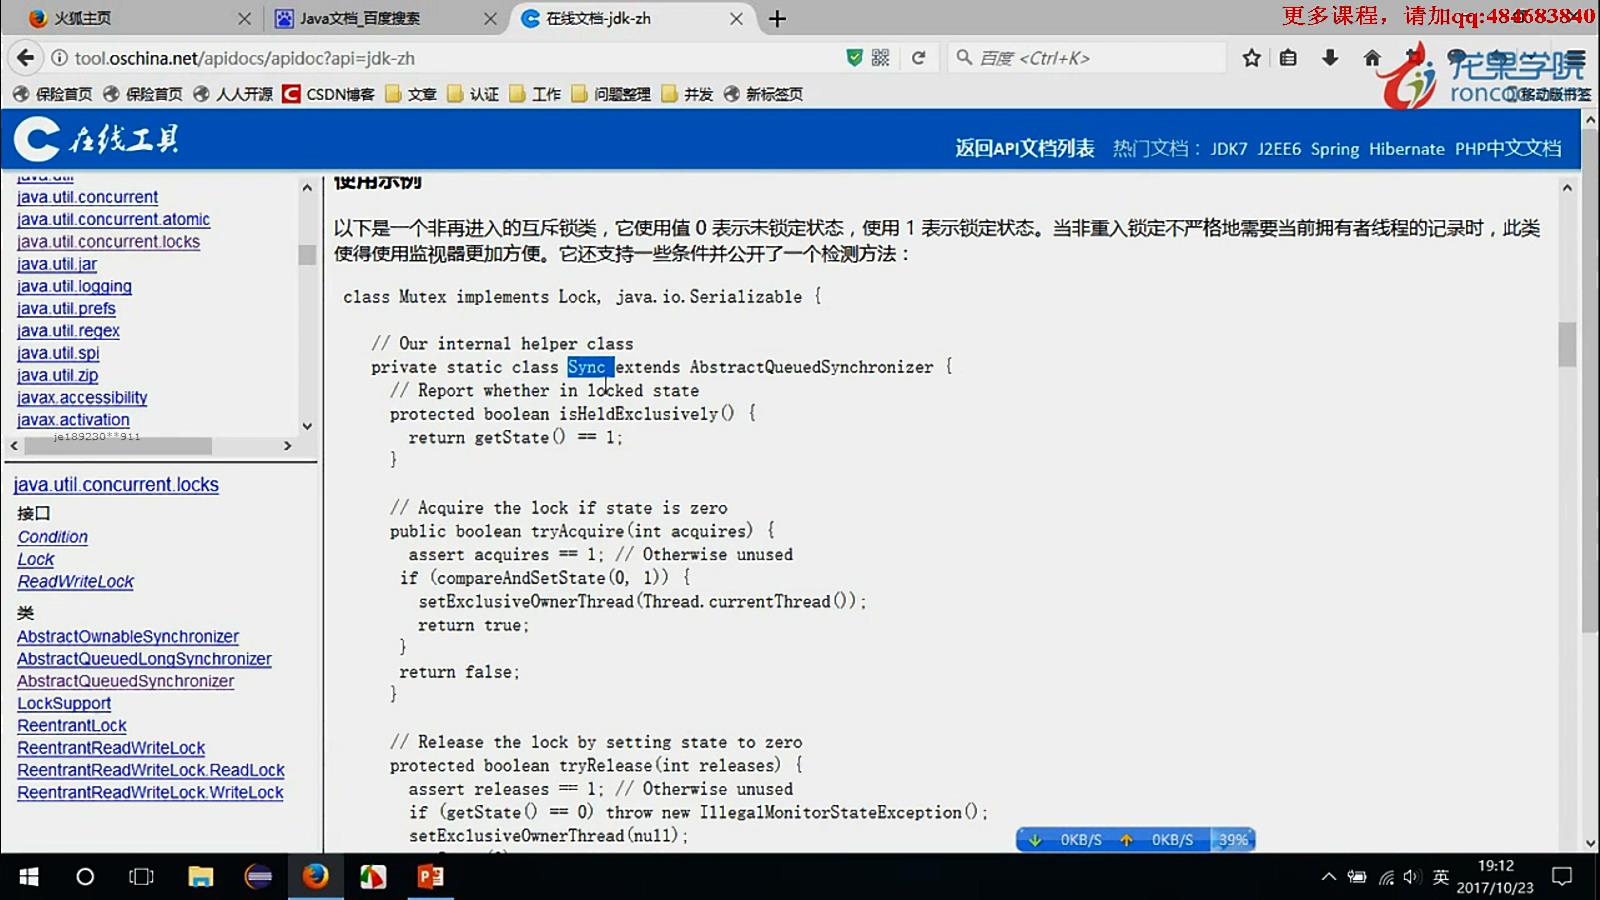 火狐主页
Java文档_百度搜索
在线文档-jdk-zh
更多课程，请加qq:484683840
tool.oschina.net/apidocs/apidoc?api=jdk-zh
百度 <Ctrl+K>
龙果学院
保险首页
保险首页
人人开源
CSDN博客
文章
认证
工作
问题整理
并发
新标签页
移动版书签
在线工具
返回API文档列表
热门文档：
JDK7 J2EE6 Spring Hibernate PHP中文文档
java.util
java.util.concurrent
java.util.concurrent.atomic
java.util.concurrent.locks
java.util.jar
java.util.logging
java.util.prefs
java.util.regex
java.util.spi
java.util.zip
javax.accessibility
javax.activation
je189230**911
java.util.concurrent.locks
接口
Condition
Lock
ReadWriteLock
类
AbstractOwnableSynchronizer
AbstractQueuedLongSynchronizer
AbstractQueuedSynchronizer
LockSupport
ReentrantLock
ReentrantReadWriteLock
ReentrantReadWriteLock.ReadLock
ReentrantReadWriteLock.WriteLock
使用示例
以下是一个非再进入的互斥锁类，它使用值 0 表示未锁定状态，使用 1 表示锁定状态。当非重入锁定不严格地需要当前拥有者线程的记录时，此类
使得使用监视器更加方便。它还支持一些条件并公开了一个检测方法：
class Mutex implements Lock, java.io.Serializable {
// Our internal helper class
private static class Sync extends AbstractQueuedSynchronizer {
// Report whether in locked state
protected boolean isHeldExclusively() {
return getState() == 1;
}
// Acquire the lock if state is zero
public boolean tryAcquire(int acquires) {
assert acquires == 1; // Otherwise unused
if (compareAndSetState(0, 1)) {
setExclusiveOwnerThread(Thread.currentThread());
return true;
}
return false;
}
// Release the lock by setting state to zero
protected boolean tryRelease(int releases) {
assert releases == 1; // Otherwise unused
if (getState() == 0) throw new IllegalMonitorStateException();
setExclusiveOwnerThread(null);
0KB/S
0KB/S
39%
英
19:12
2017/10/23